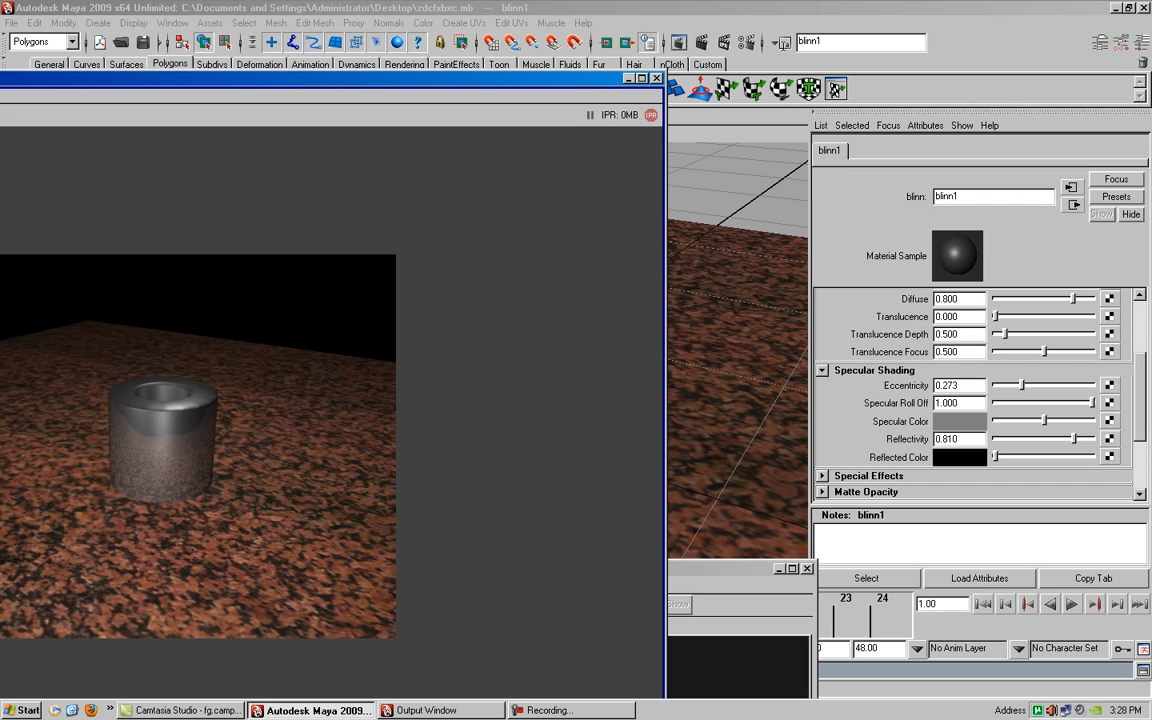 Autodesk Maya 2009 x64 Unlimited: C:\Documents and Settings\Administrator\Desktop\zdchxbxc.mb --- blinn1
File Edit Modify Create Display Window Assets Select Mesh Edit Mesh Proxy Normals Color Create UVs Edit UVs Muscle Help
Polygons blinn1
General Curves Surfaces Polygons Subdivs Deformation Animation Dynamics Rendering PaintEffects Toon Muscle Fluids Fur Hair nCloth Custom
IPR: 0MB IPR
List Selected Focus Attributes Show Help
blinn1
Focus
blinn: blinn1
Presets
Show Hide
Material Sample
Diffuse 0.800
Translucence 0.000
Translucence Depth 0.500
Translucence Focus 0.500
Specular Shading
Eccentricity 0.273
Specular Roll Off 1.000
Specular Color
Reflectivity 0.810
Reflected Color
Special Effects
Matte Opacity
Notes: blinn1
Select Load Attributes Copy Tab
23 24 1.00
48.00 No Anim Layer No Character Set
Start Camtasia Studio - fg.camp... Autodesk Maya 2009... Output Window Recording... Address 3:28 PM